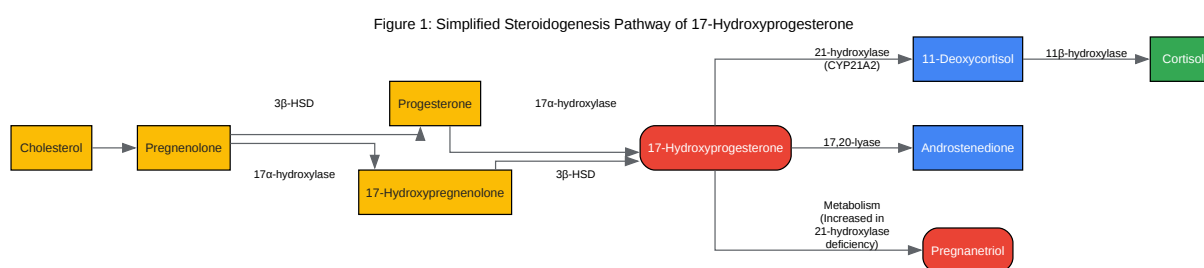 Figure 1: Simplified Steroidogenesis Pathway of 17-Hydroxyprogesterone
Cholesterol
Pregnenolone
3β-HSD
17α-hydroxylase
Progesterone
17-Hydroxypregnenolone
17α-hydroxylase
3β-HSD
17-Hydroxyprogesterone
21-hydroxylase
(CYP21A2)
11-Deoxycortisol
11β-hydroxylase
Cortisol
17,20-lyase
Androstenedione
Metabolism
(Increased in
21-hydroxylase
deficiency)
Pregnanetriol